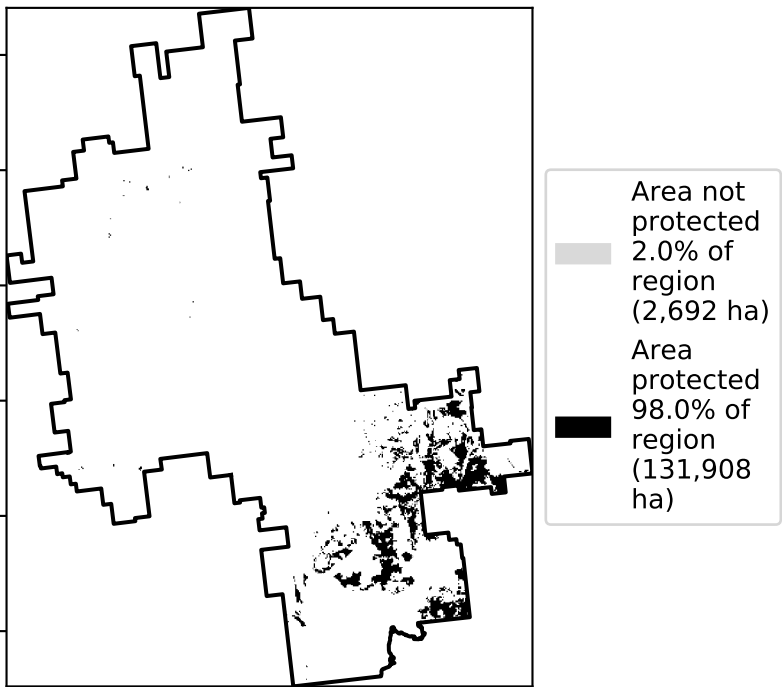 Area not
protected
2.0% of
region
(2,692 ha)
Area
protected
98.0% of
region
(131,908
ha)